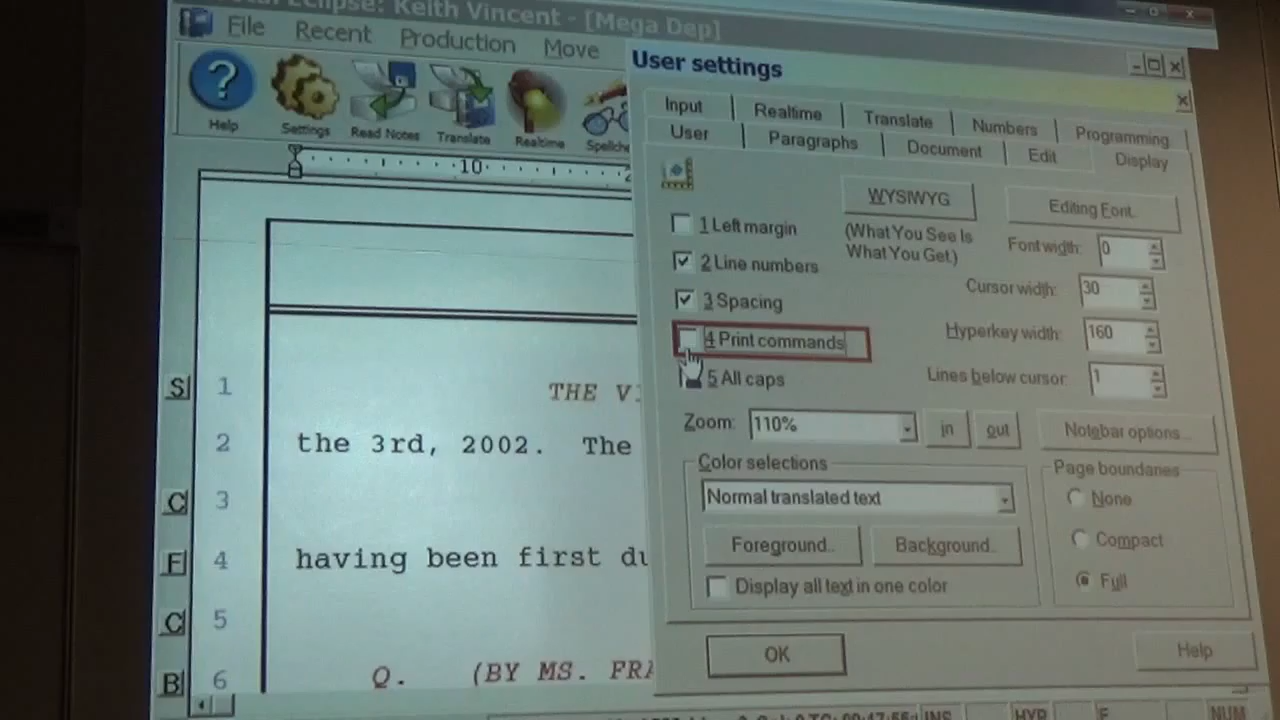 Eclipse: Keith Vincent - [Mega Dep]
File Recent Production Move
Help Settings Read Notes Translate Realtime Spellche
10
S 1 THE VI
2 the 3rd, 2002. The
C 3
F 4 having been first du
C 5
B 6 Q. (BY MS. FRA
User settings
Input Realtime Translate Numbers Programming
User Paragraphs Document Edit Display
WYSIWYG
(What You See Is
What You Get.)
Editing Font..
1 Left margin
2 Line numbers
3 Spacing
4 Print commands
5 All caps
Font width: 0
Cursor width: 30
Hyperkey width: 160
Lines below cursor: 1
Zoom: 110% in out
Notebar options...
Color selections
Normal translated text
Foreground..
Background..
Display all text in one color
Page boundaries
None
Compact
Full
OK
Help
INS HYP F NUM